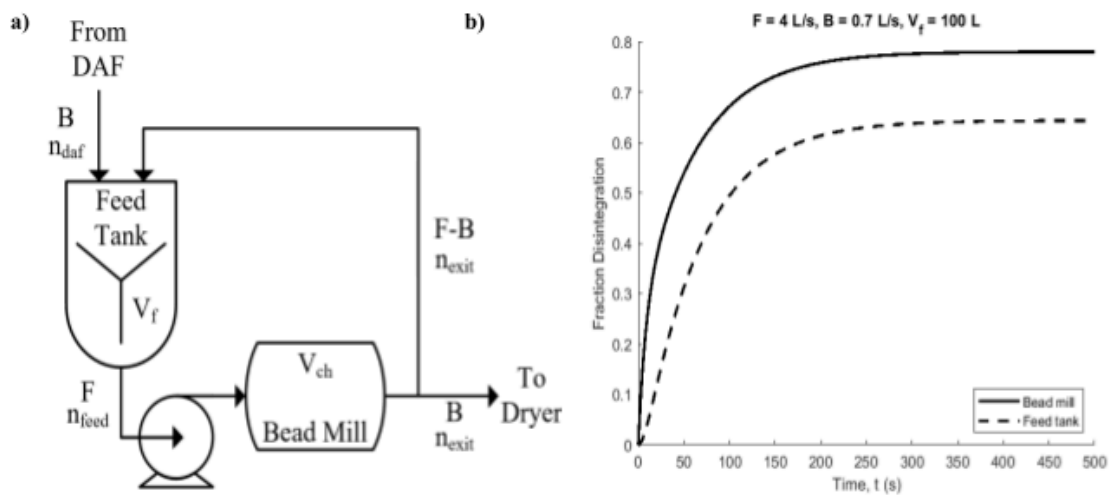 a)
From
DAF
B
n_daf
Feed
Tank
V_f
F-B
n_exit
F
n_feed
V_ch
Bead Mill
B
n_exit
To
Dryer
b)
F = 4 L/s, B = 0.7 L/s, V_f = 100 L
Fraction Disintegration
0.8
0.7
0.6
0.5
0.4
0.3
0.2
0.1
0
0 50 100 150 200 250 300 350 400 450 500
Time, t (s)
Bead mill
Feed tank